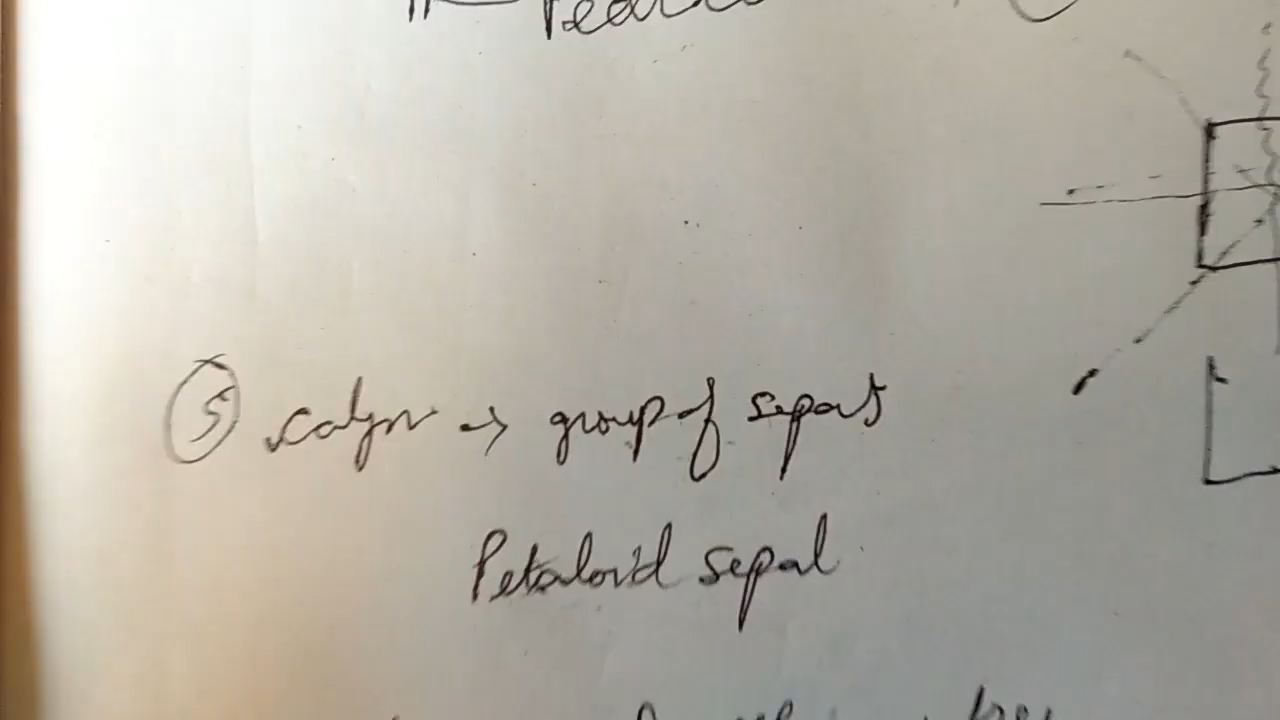 ⑤ calyx → group of sepals
Petaloid sepal